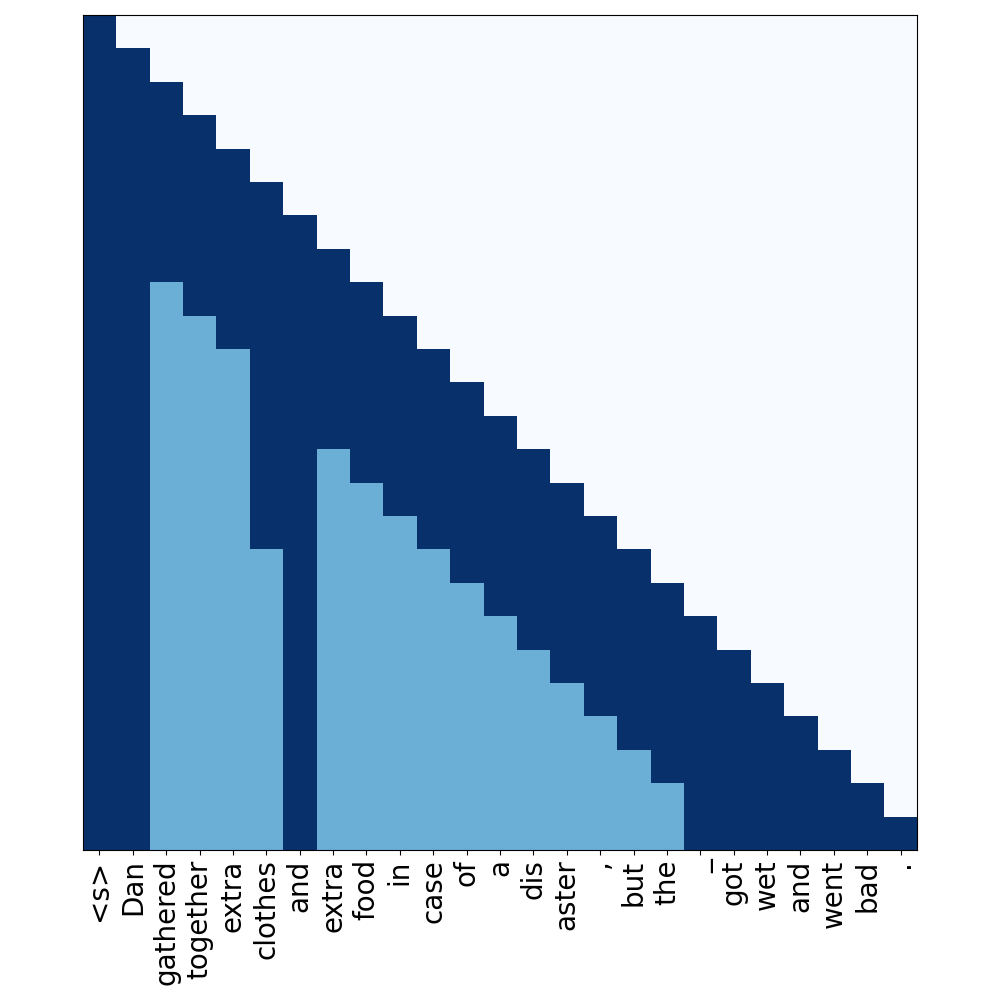 <s>
Dan
gathered
together
extra
clothes
and
extra
food
in
case
of
a
dis
aster
,
but
the
_
got
wet
and
went
bad
.